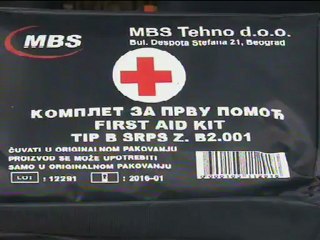 MBS
MBS Tehno d.o.o.
Bul. Despota Stefana 21, Beograd
КОМПЛЕТ ЗА ПРВУ ПОМОЋ
FIRST AID KIT
TIP B SRPS Z. B2.001
ČUVATI U ORIGINALNOM PAKOVANJU
PROIZVOD SE MOŽE UPOTREBITI
SAMO U ORIGINALNOM PAKOVANJU
LOT : 12291 : 2016-01